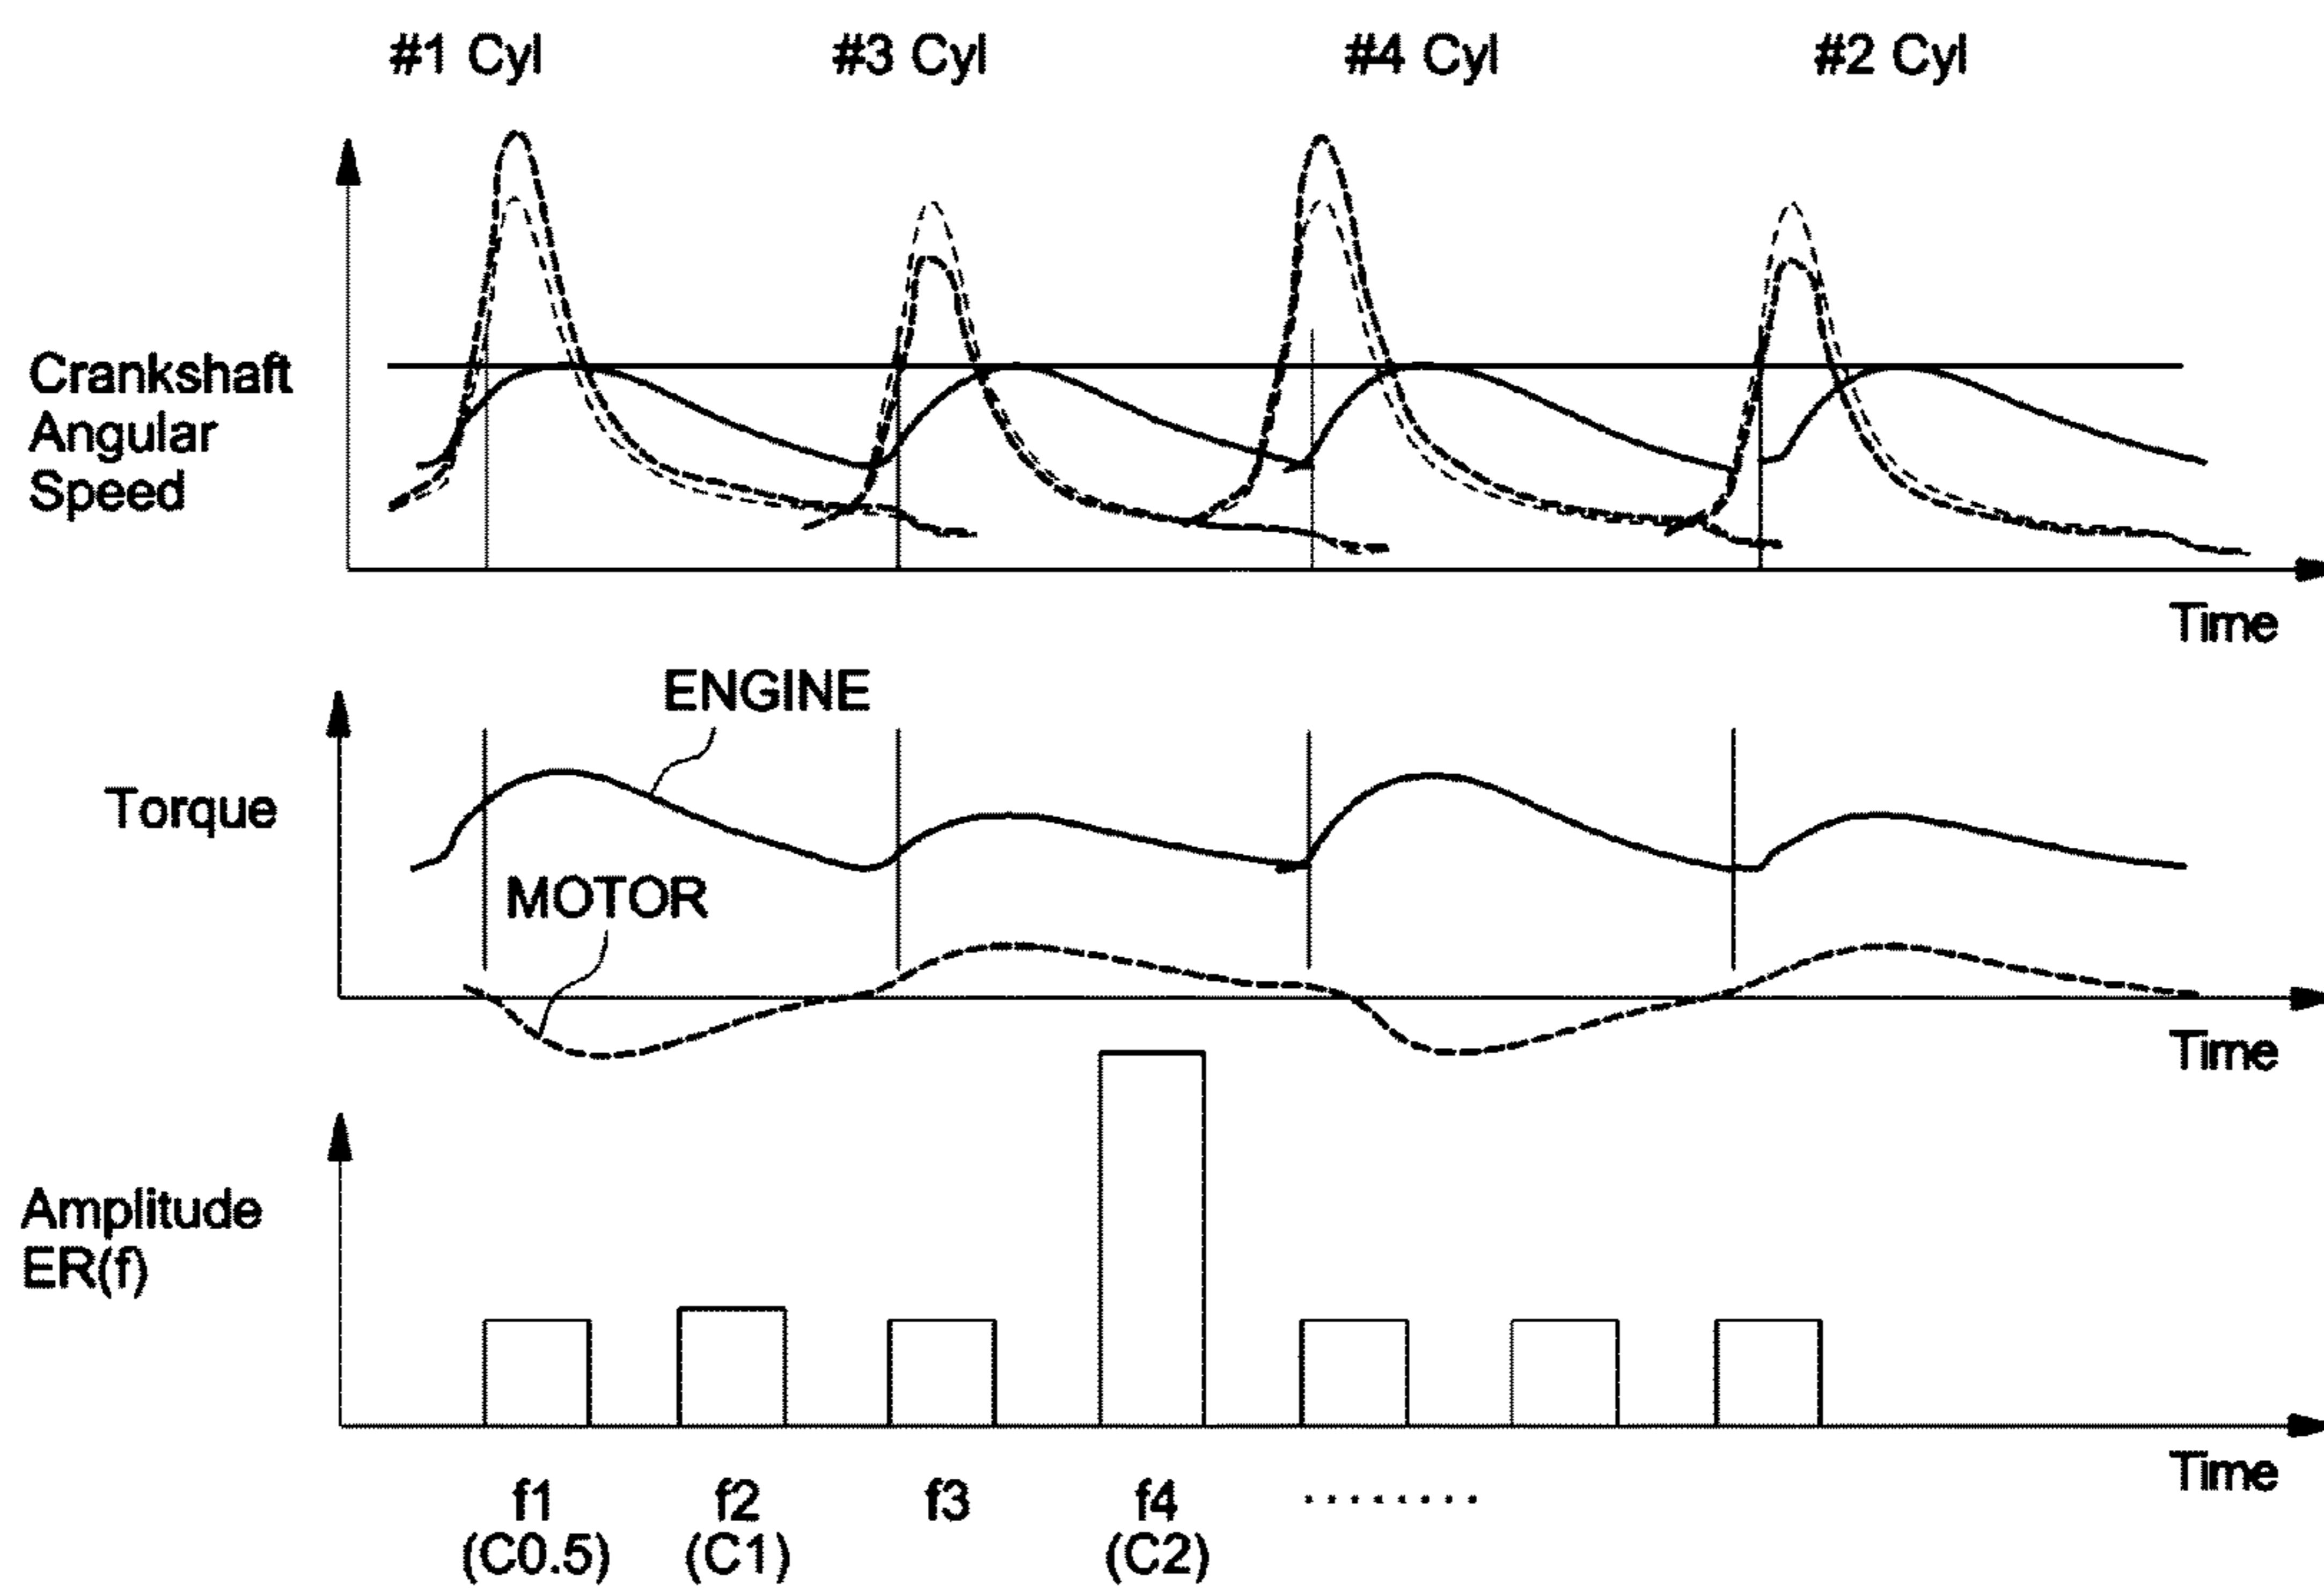 #1 Cyl #3 Cyl #4 Cyl #2 Cyl
Crankshaft
Angular
Speed
Time
ENGINE
Torque
MOTOR
Time
Amplitude
ER(f)
Time
f1 f2 f3 f4 ........
(C0.5) (C1) (C2)